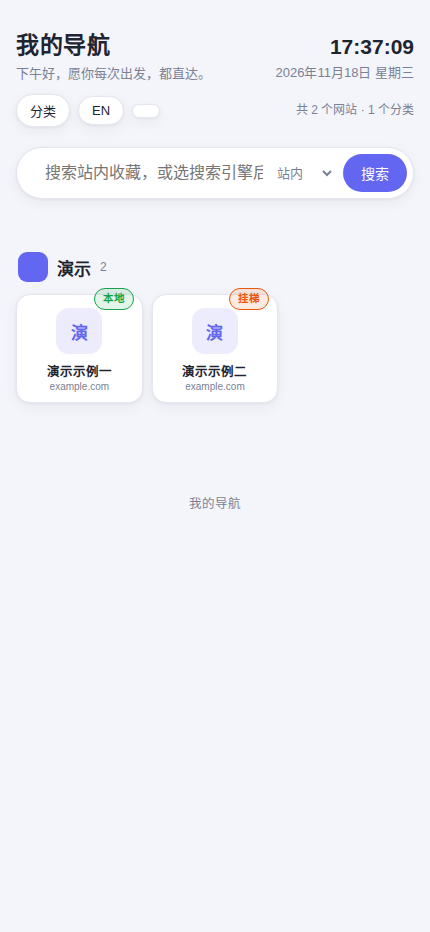 我的导航
17:37:09
下午好，愿你每次出发，都直达。
2026年11月18日 星期三
分类
EN
共 2 个网站 · 1 个分类
搜索站内收藏，或选搜索引擎后
站内
搜索
演示 2
本地
挂梯
演
演
演示示例一
演示示例二
example.com
example.com
我的导航